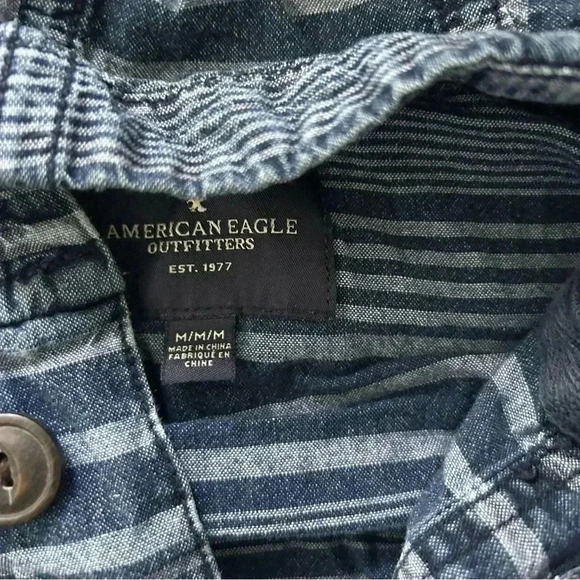 AMERICAN EAGLE
OUTFITTERS
EST. 1977
M/M/M
MADE IN CHINA
FABRIQUÉ EN
CHINE